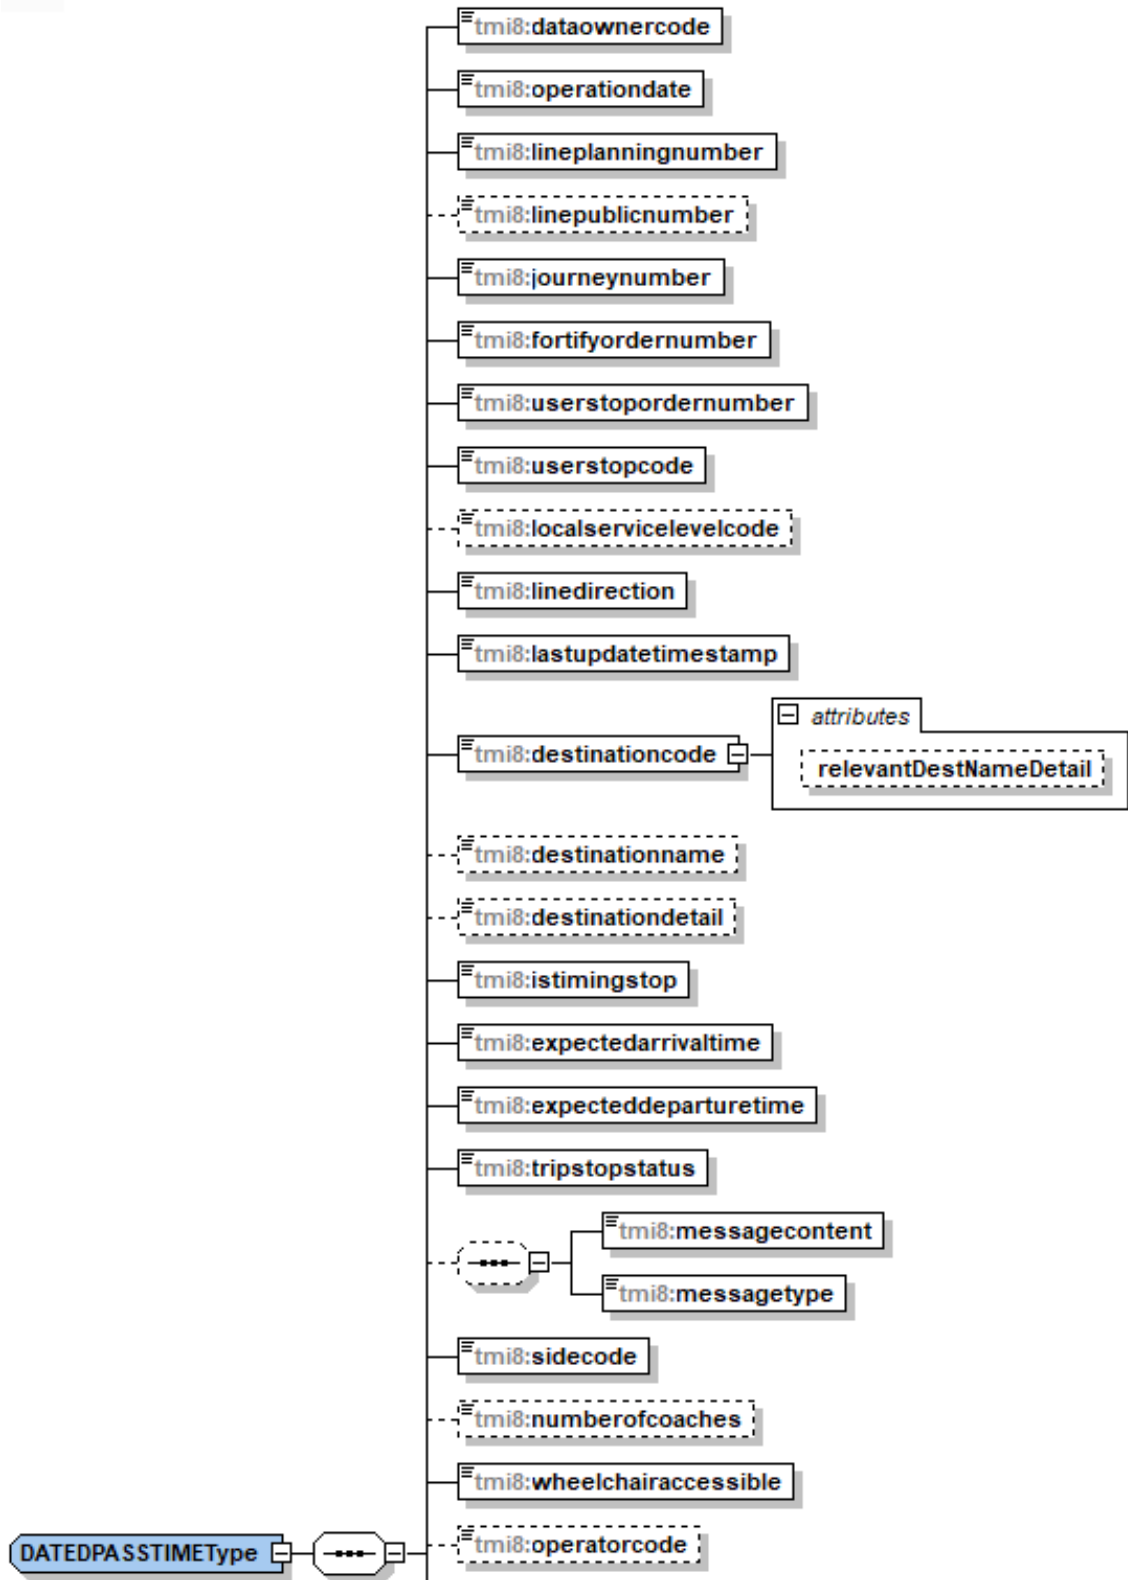 tmi8:dataownercode
tmi8:operationdate
tmi8:lineplanningnumber
tmi8:linepublicnumber
tmi8:journeynumber
tmi8:fortifyordernumber
tmi8:userstopordernumber
tmi8:userstopcode
tmi8:localservicelevelcode
tmi8:linedirection
tmi8:lastupdatetimestamp
attributes
tmi8:destinationcode
relevantDestNameDetail
tmi8:destinationname
tmi8:destinationdetail
tmi8:istimingstop
tmi8:expectedarrivaltime
tmi8:expecteddeparturetime
tmi8:tripstopstatus
tmi8:messagecontent
tmi8:messagetype
tmi8:sidecode
tmi8:numberofcoaches
tmi8:wheelchairaccessible
tmi8:operatorcode
DATEDPASSTIMEType